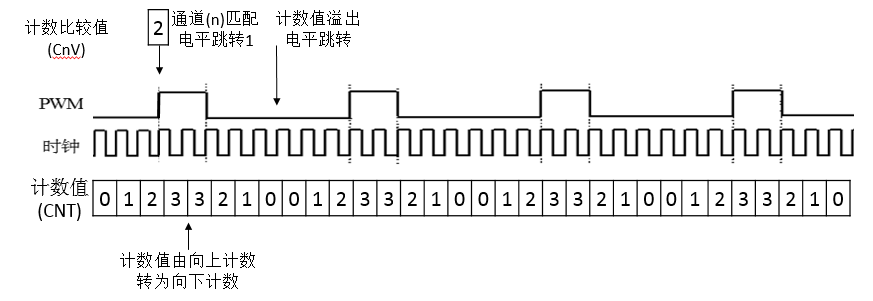 计数比较值
(CnV)
2
通道(n)匹配
电平跳转1
计数值溢出
电平跳转
PWM
时钟
计数值
(CNT)
0 1 2 3 3 2 1 0 0 1 2 3 3 2 1 0 0 1 2 3 3 2 1 0 0 1 2 3 3 2 1 0
计数值由向上计数
转为向下计数